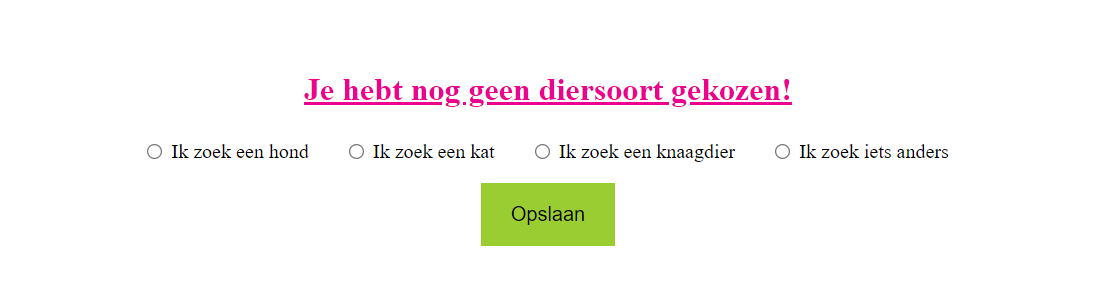 Je hebt nog geen diersoort gekozen!
Ik zoek een hond Ik zoek een kat Ik zoek een knaagdier Ik zoek iets anders
Opslaan